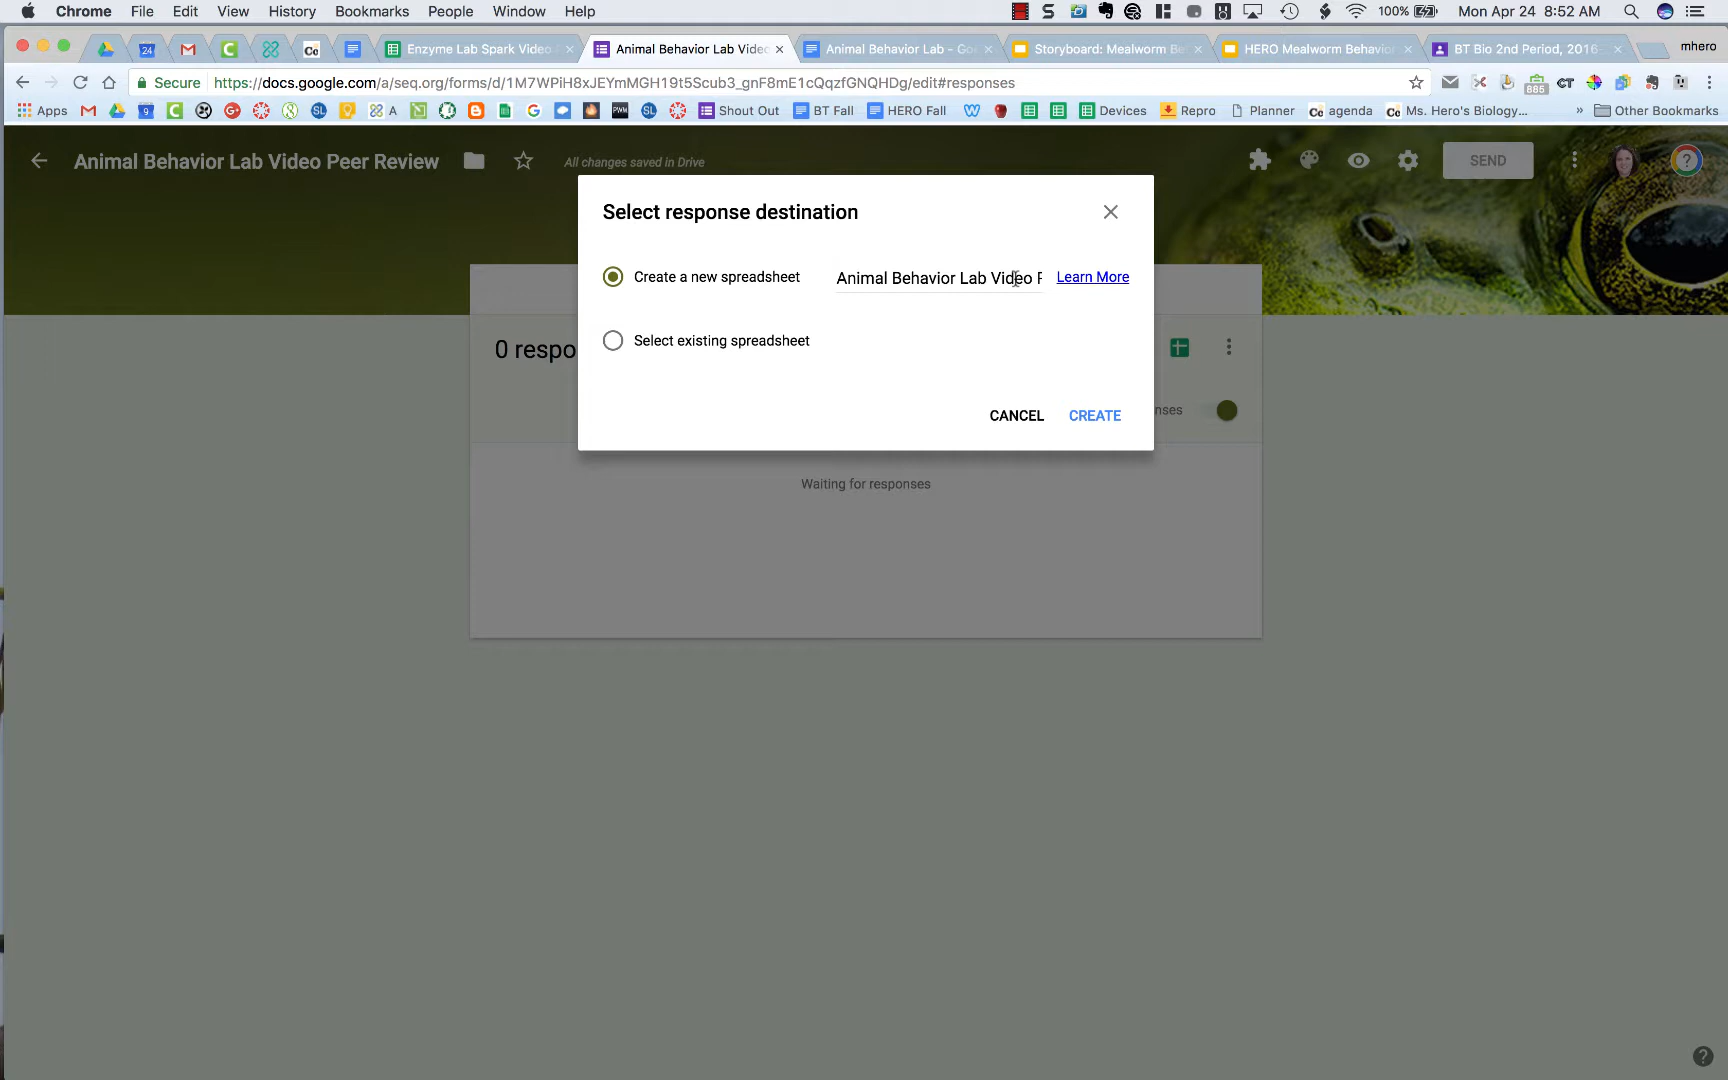 Chrome File Edit View History Bookmarks People Window Help 100% Mon Apr 24 8:52 AM
Enzyme Lab Spark Video Animal Behavior Lab Video Animal Behavior Lab - Goo Storyboard: Mealworm Be HERO Mealworm Behavior BT Bio 2nd Period, 2016- mhero
Secure https://docs.google.com/a/seq.org/forms/d/1M7WPiH8xJEYmMGH19t5Scub3_gnF8mE1cQqzfGNQHDg/edit#responses
Apps Shout Out BT Fall HERO Fall Devices Repro Planner agenda Ms. Hero's Biology... » Other Bookmarks
Animal Behavior Lab Video Peer Review All changes saved in Drive SEND
Select response destination
Create a new spreadsheet Animal Behavior Lab Video Learn More
Select existing spreadsheet
0 respo
CANCEL CREATE
nses
Waiting for responses